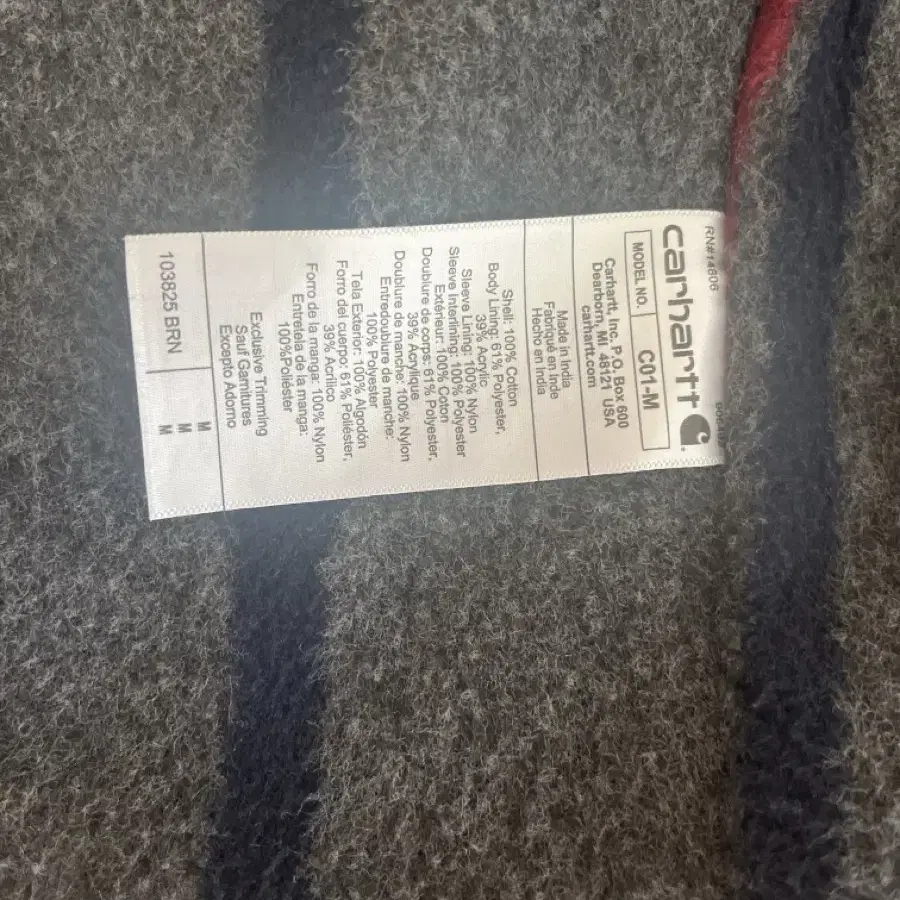 RN#14806
carhartt
MODEL NO. C01-M
Carhartt, Inc. P.O. Box 600
Dearborn, MI 48121 USA
carhartt.com
Made in India
Fabriqué en Inde
Hecho en India
Shell: 100% Cotton
Body Lining: 61% Polyester,
39% Acrylic
Sleeve Lining: 100% Nylon
Sleeve Interlining: 100% Polyester
Extérieur: 100% Coton
Doublure de corps: 61% Polyester,
39% Acrylique
Doublure de manche: 100% Nylon
Entredoublure de manche:
100% Polyester
Tela Exterior: 100% Algodón
Forro del cuerpo: 61% Poliéster,
39% Acrílico
Forro de la manga: 100% Nylon
Entretela de la manga:
100%Poliéster
Exclusive Trimming
Sauf Garnitures
Excepto Adorno
M
M
103825 BRN M